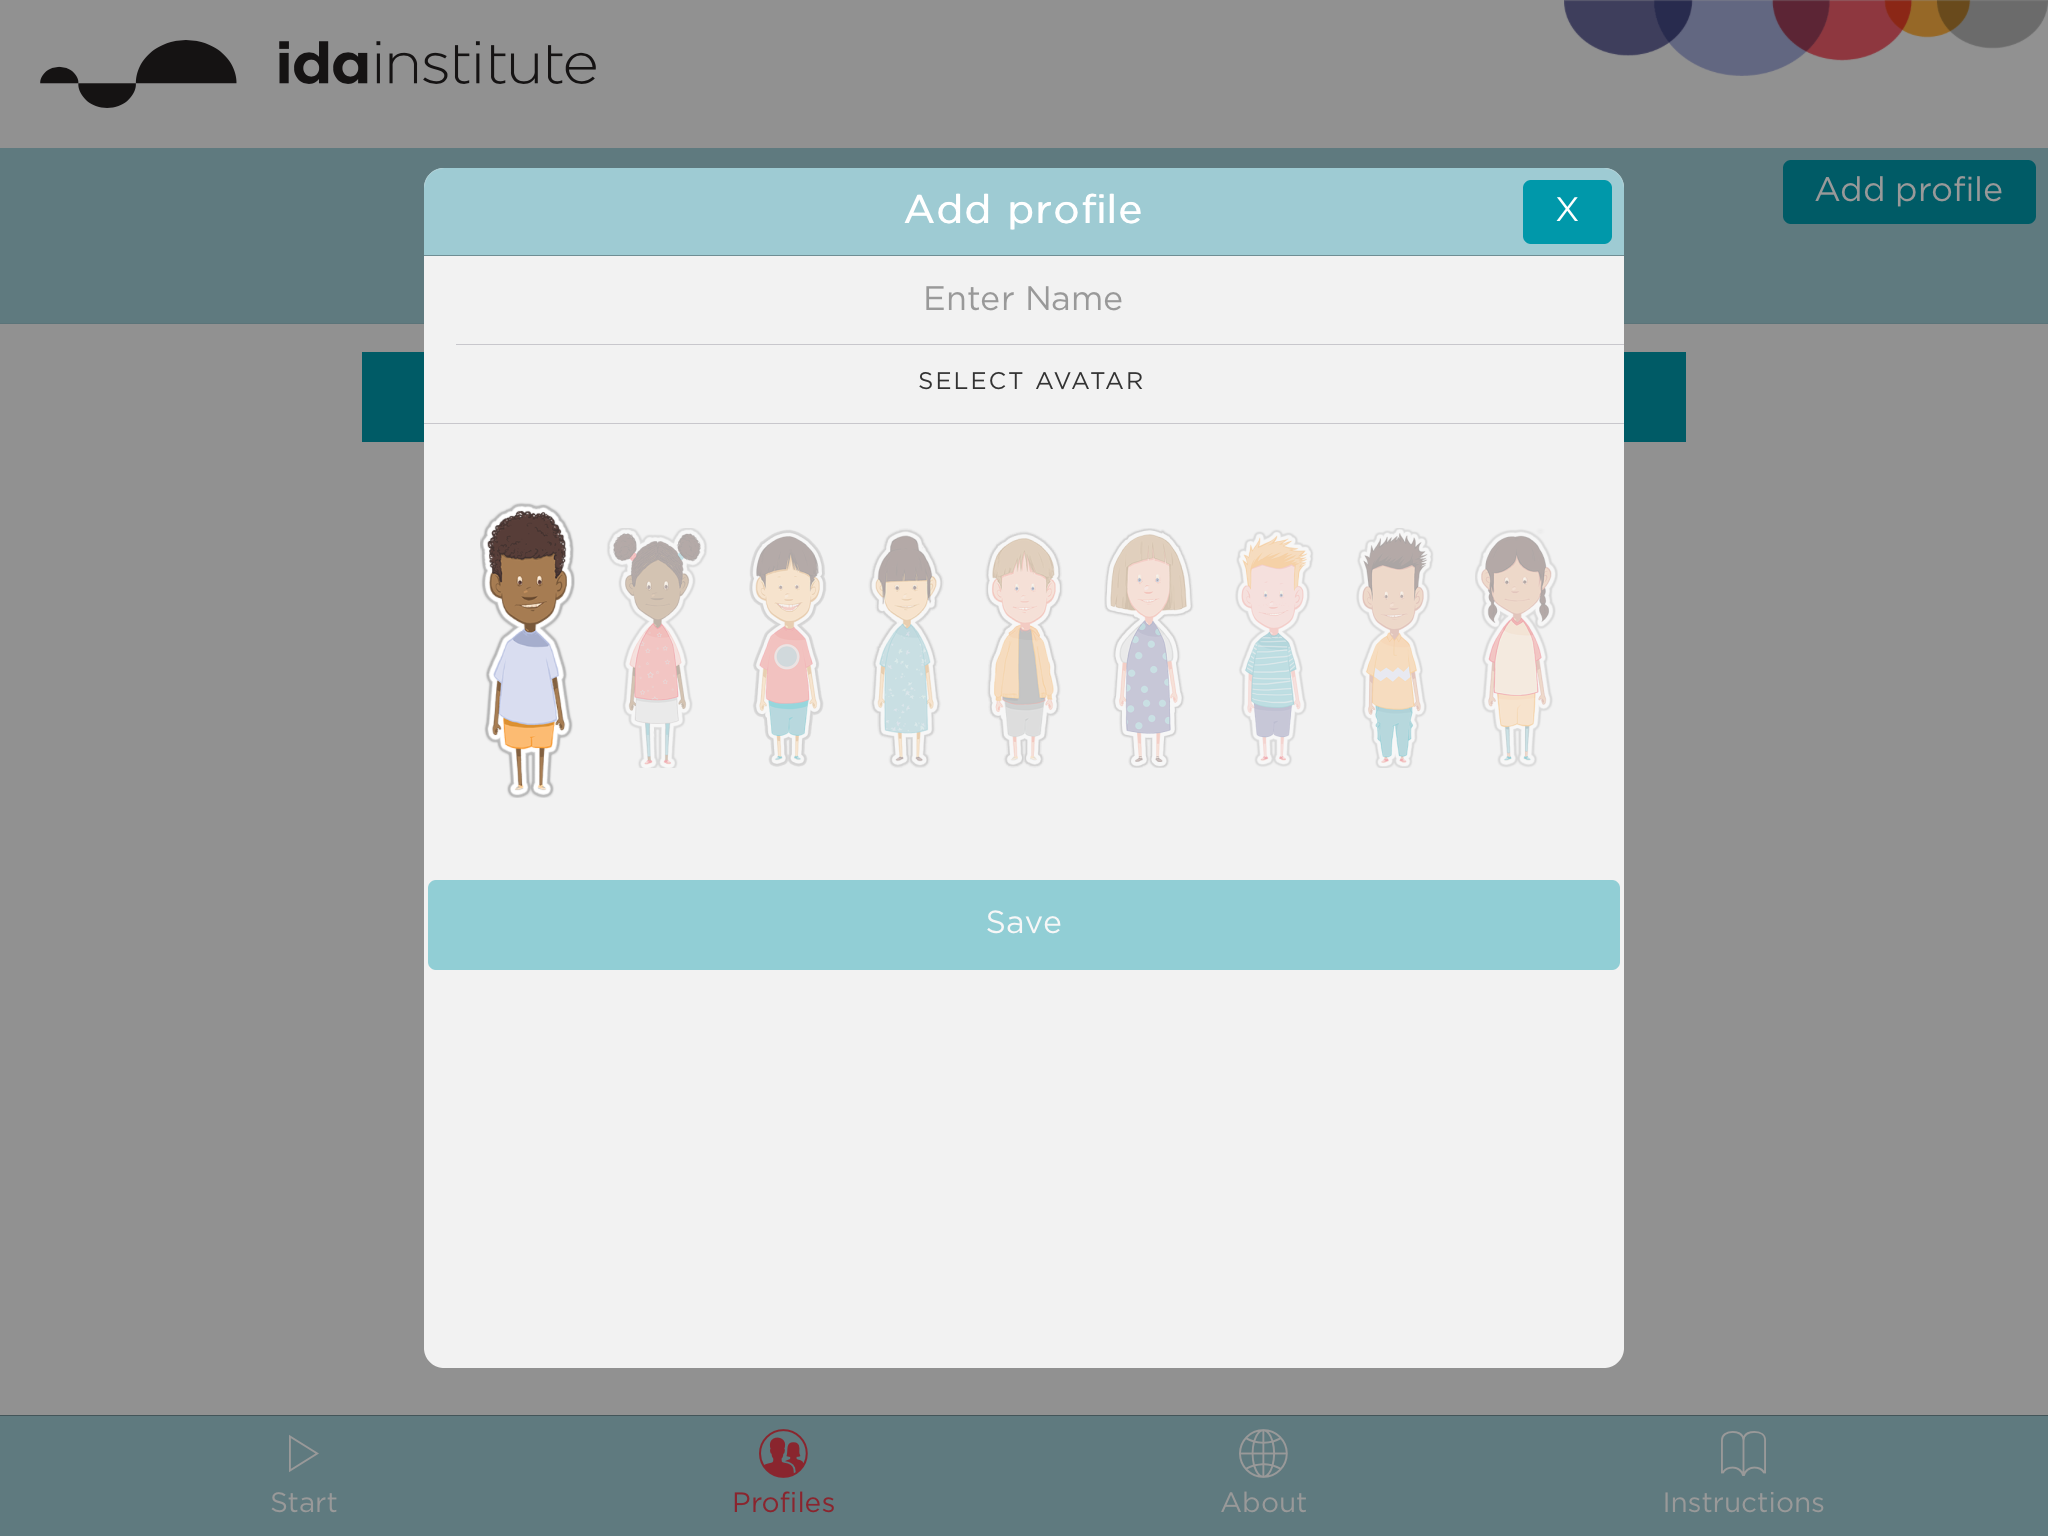 idainstitute
Add profile
Add profile
X
Enter Name
SELECT AVATAR
Save
Start
Profiles
About
Instructions